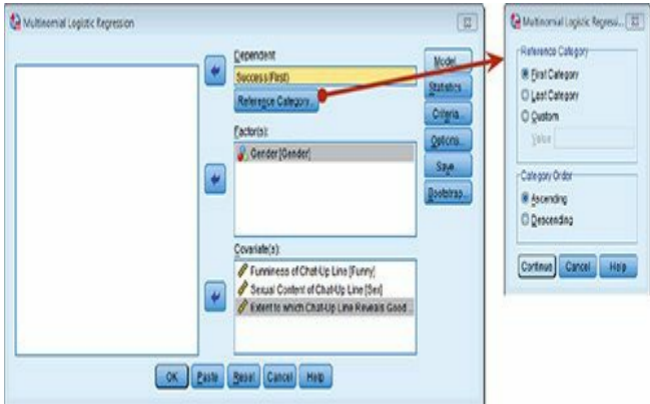 Multinomial Logistic Regression
Dependent
Success(First)
Reference Category...
Factor(s):
Gender [Gender]
Covariate(s):
Funniness of Chat-Up Line [Funny]
Sexual Content of Chat-Up Line [Sex]
Extent to which Chat-Up Line Reveals Good ...
Model...
Statistics...
Criteria...
Options...
Save...
Bootstrap...
OK
Paste
Reset
Cancel
Help
Multinomial Logistic Regressi...
Reference Category
First Category
Last Category
Custom
Value
Category Order
Ascending
Descending
Continue
Cancel
Help